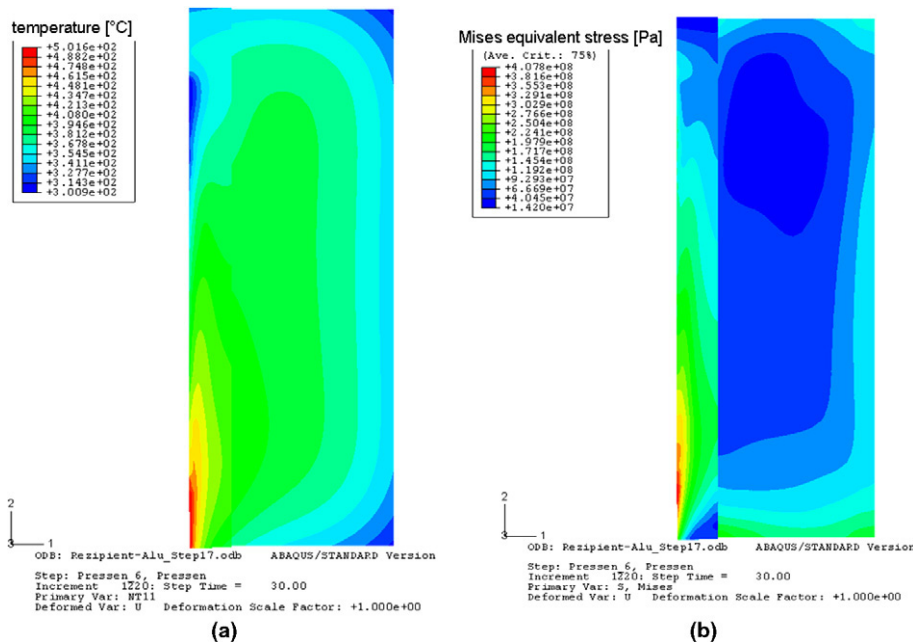 temperature [°C]
+5.016e+02
+4.882e+02
+4.748e+02
+4.615e+02
+4.481e+02
+4.347e+02
+4.213e+02
+4.080e+02
+3.946e+02
+3.812e+02
+3.678e+02
+3.545e+02
+3.411e+02
+3.277e+02
+3.143e+02
+3.009e+02
2
3
1
ODB: Rezipient-Alu_Step17.odb ABAQUS/STANDARD Version
Step: Pressen_6, Pressen
Increment 1220: Step Time = 30.00
Primary Var: NT11
Deformed Var: U Deformation Scale Factor: +1.000e+00
(a)
Mises equivalent stress [Pa]
(Ave. Crit.: 75%)
+4.078e+08
+3.816e+08
+3.553e+08
+3.291e+08
+3.029e+08
+2.766e+08
+2.504e+08
+2.241e+08
+1.979e+08
+1.717e+08
+1.454e+08
+1.192e+08
+9.293e+07
+6.669e+07
+4.045e+07
+1.420e+07
2
3
1
ODB: Rezipient-Alu_Step17.odb ABAQUS/STANDARD Version
Step: Pressen_6, Pressen
Increment 1220: Step Time = 30.00
Primary Var: S, Mises
Deformed Var: U Deformation Scale Factor: +1.000e+00
(b)